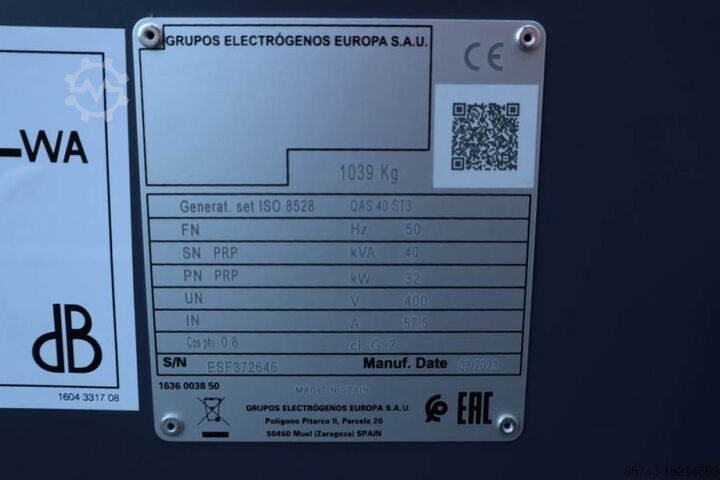 GRUPOS ELECTRÓGENOS EUROPA S.A.U.
CE
1039 Kg
Generat. set ISO 8528 QAS 40 ST3
FN Hz 50
SN PRP kVA 40
PN PRP kW 32
UN V 400
IN A 57,5
Cos phi 0.8 cl. G 2
S/N ESF372646 Manuf. Date 03/2023
1636 0038 50 MADE IN SPAIN
GRUPOS ELECTRÓGENOS EUROPA S.A.U.
Polígono Pitarco II, Parcela 20
50450 Muel (Zaragoza) SPAIN
EAC
WA
dB
1604 3317 08